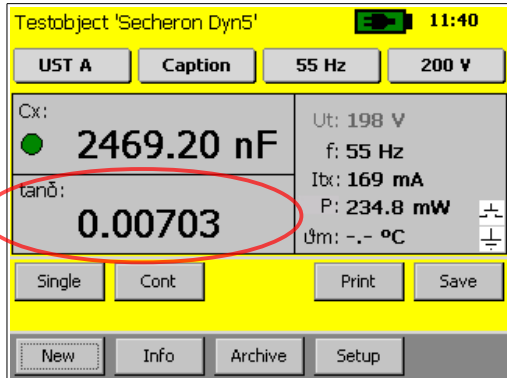 Testobject 'Secheron Dyn5' 11:40
UST A Caption 55 Hz 200 V
Cx:
2469.20 nF
tanδ:
0.00703
Ut: 198 V
f: 55 Hz
Itx: 169 mA
P: 234.8 mW
ϑm: -.- ºC
Single Cont Print Save
New Info Archive Setup